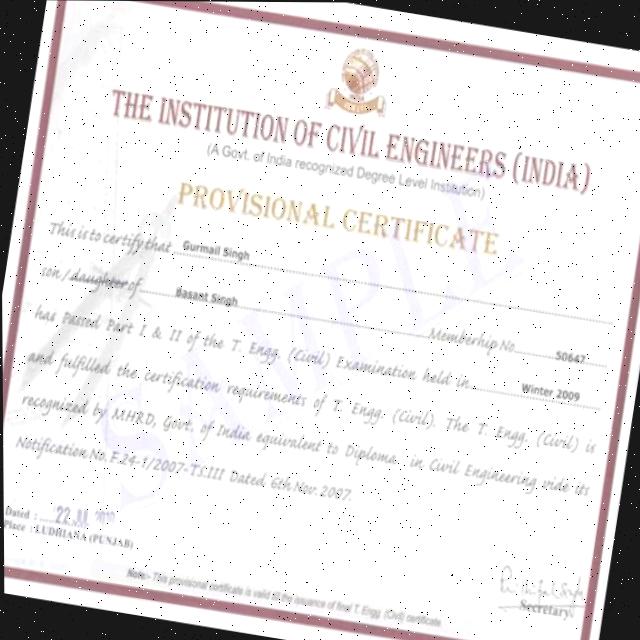 THE INSTITUTION OF CIVIL ENGINEERS (INDIA)
(A Govt. of India recognized Degree Level Institution)
PROVISIONAL CERTIFICATE
This is to certify that Gurmail Singh
son / daughter of Basant Singh
Memberhip No. 50647
has Passed Part I & II of the T. Engg. (Civil) Examination held in Winter 2009
and fulfilled the certification requirements of T. Engg. (Civil). The T. Engg. (Civil) is
recognized by MHRD, Govt. of India equivalent to Diploma in Civil Engineering vide its
Notification No. F.24-1/2007-TS.III Dated 6th Nov. 2007.
SAMPLE
Dated : 22 JUL
Place : LUDHIANA (PUNJAB)
Secretary
Note:- This provisional certificate is valid till the issuance of final T. Engg. (Civil) certificate